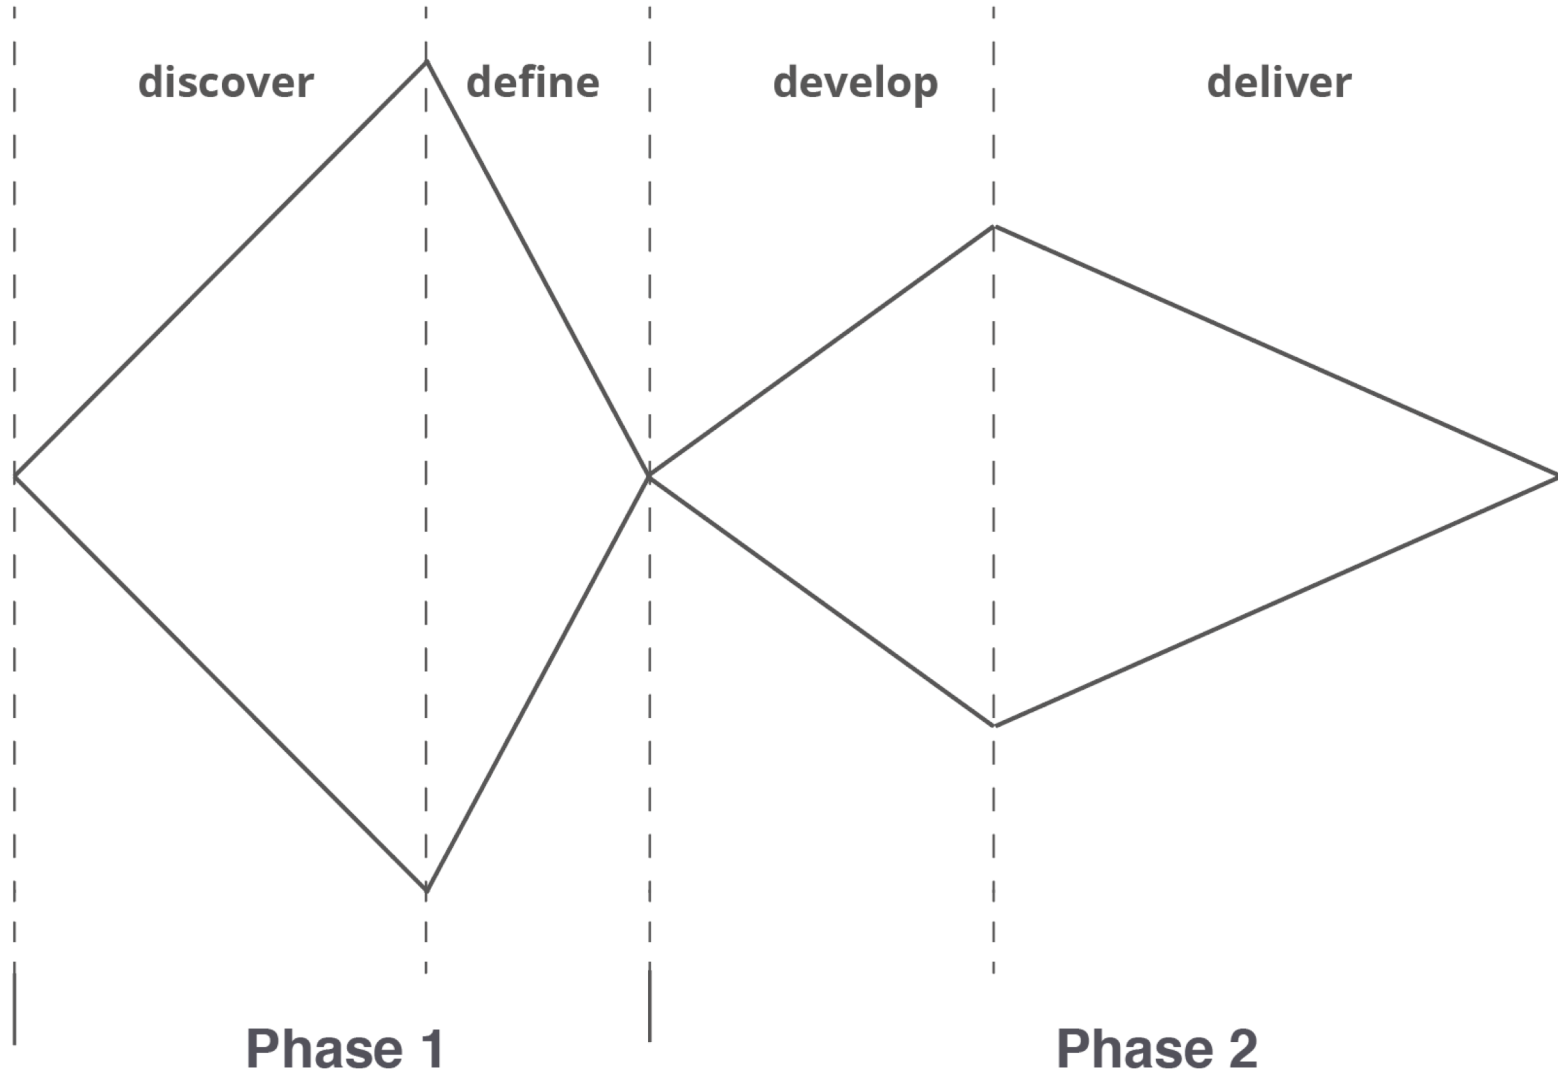 discover
define
develop
deliver
Phase 1
Phase 2